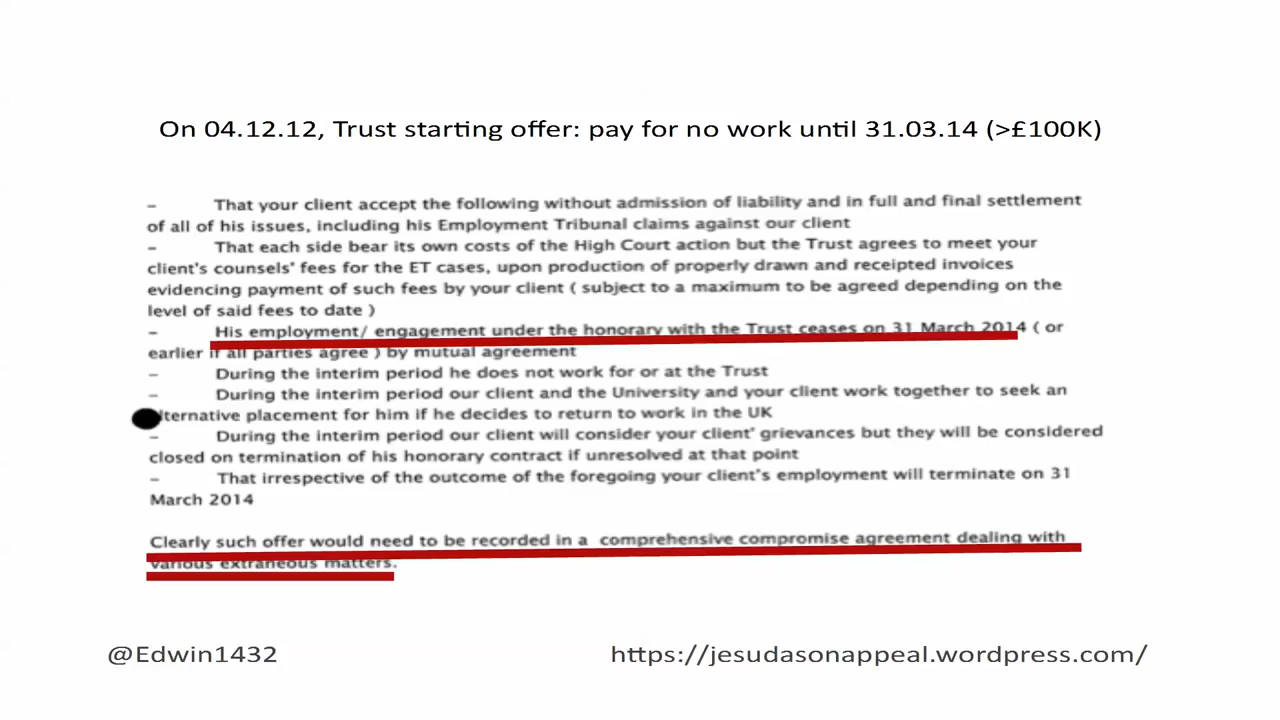 On 04.12.12, Trust starting offer: pay for no work until 31.03.14 (>£100K)
– That your client accept the following without admission of liability and in full and final settlement
of all of his issues, including his Employment Tribunal claims against our client
– That each side bear its own costs of the High Court action but the Trust agrees to meet your
client's counsels' fees for the ET cases, upon production of properly drawn and receipted invoices
evidencing payment of such fees by your client ( subject to a maximum to be agreed depending on the
level of said fees to date )
– His employment/ engagement under the honorary with the Trust ceases on 31 March 2014 ( or
earlier if all parties agree ) by mutual agreement
– During the interim period he does not work for or at the Trust
– During the interim period our client and the University and your client work together to seek an
lternative placement for him if he decides to return to work in the UK
– During the interim period our client will consider your client' grievances but they will be considered
closed on termination of his honorary contract if unresolved at that point
– That irrespective of the outcome of the foregoing your client's employment will terminate on 31
March 2014
Clearly such offer would need to be recorded in a comprehensive compromise agreement dealing with
various extraneous matters.
@Edwin1432
https://jesudasonappeal.wordpress.com/